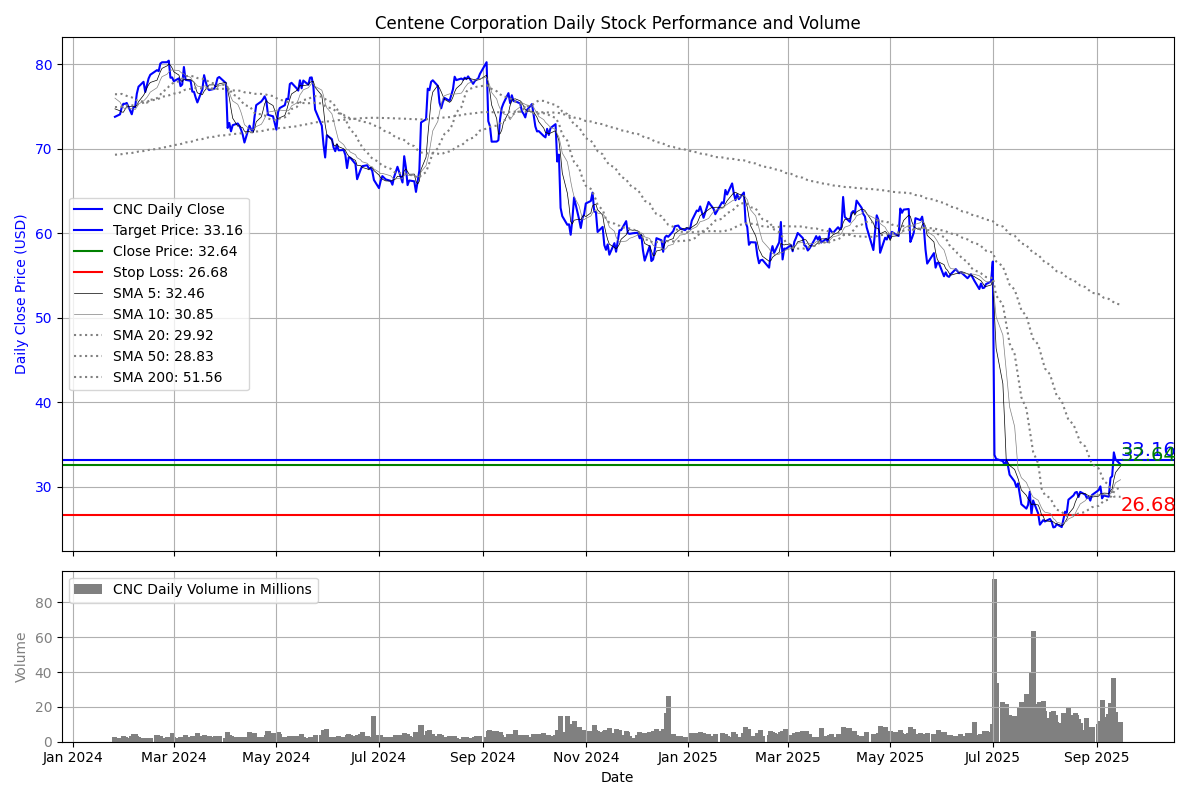 Centene Corporation Daily Stock Performance and Volume
Daily Close Price (USD)
80
70
60
50
40
30
CNC Daily Close
Target Price: 33.16
Close Price: 32.64
Stop Loss: 26.68
SMA 5: 32.46
SMA 10: 30.85
SMA 20: 29.92
SMA 50: 28.83
SMA 200: 51.56
33.16
32.64
26.68
Volume
80
60
40
20
0
CNC Daily Volume in Millions
Jan 2024 Mar 2024 May 2024 Jul 2024 Sep 2024 Nov 2024 Jan 2025 Mar 2025 May 2025 Jul 2025 Sep 2025
Date